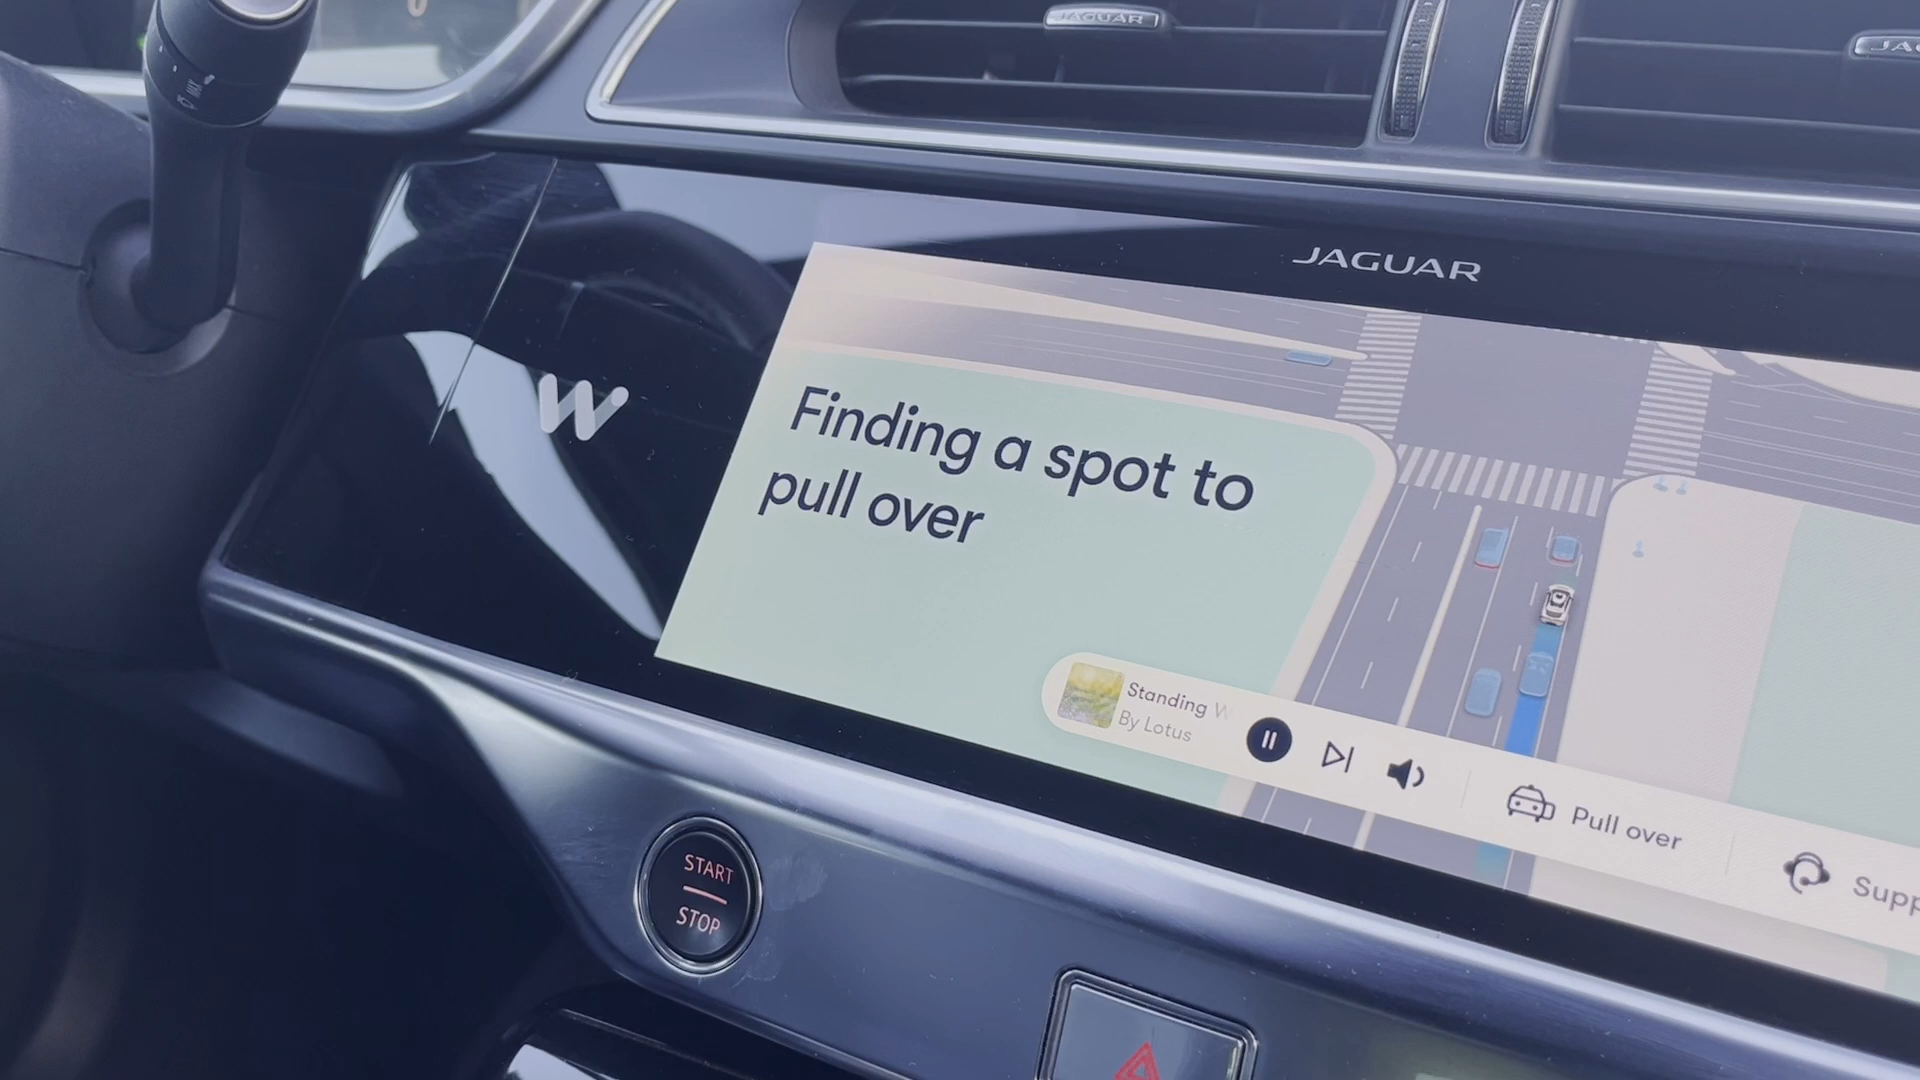 JAGUAR
JAGUAR
W
Finding a spot to
pull over
Standing
By Lotus
Pull over
START
STOP